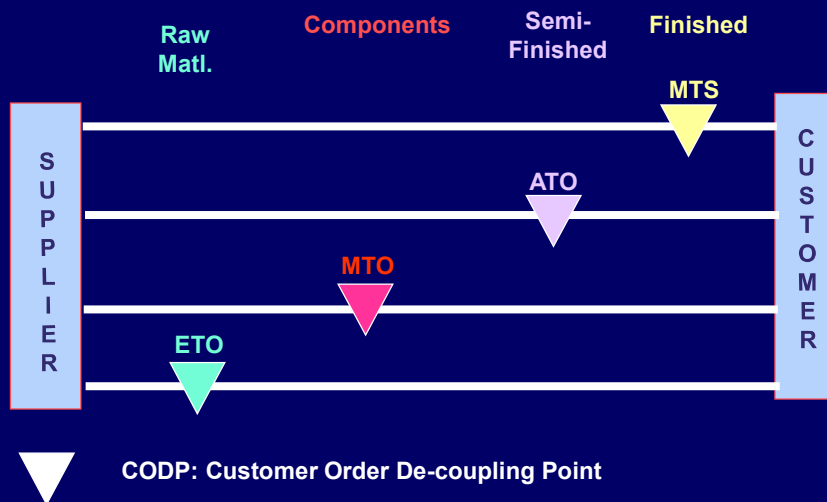 Raw
Matl.
Components
Semi-
Finished
Finished
MTS
SUPPLIER
CUSTOMER
ATO
MTO
ETO
CODP: Customer Order De-coupling Point